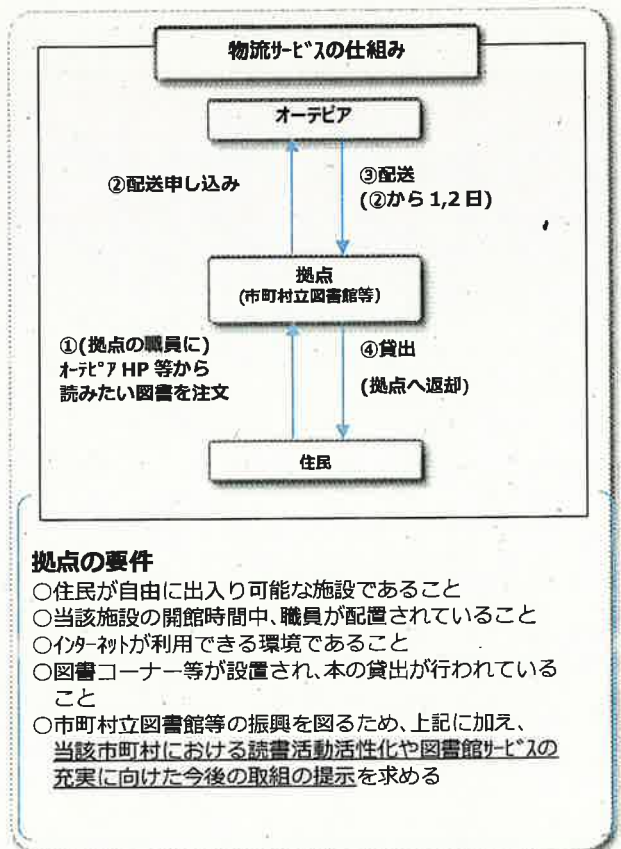 物流ｻｰﾋﾞｽの仕組み
オーテピア
②配送申し込み
③配送
(②から1,2日)
拠点
(市町村立図書館等)
①(拠点の職員に)
ｵｰﾃﾋﾟｱ HP 等から
読みたい図書を注文
④貸出
(拠点へ返却)
住民
拠点の要件
○住民が自由に出入り可能な施設であること
○当該施設の開館時間中、職員が配置されていること
○ｲﾝﾀｰﾈｯﾄが利用できる環境であること
○図書コーナー等が設置され、本の貸出が行われている
こと
○市町村立図書館等の振興を図るため、上記に加え、
当該市町村における読書活動活性化や図書館ｻｰﾋﾞｽの
充実に向けた今後の取組の提示を求める